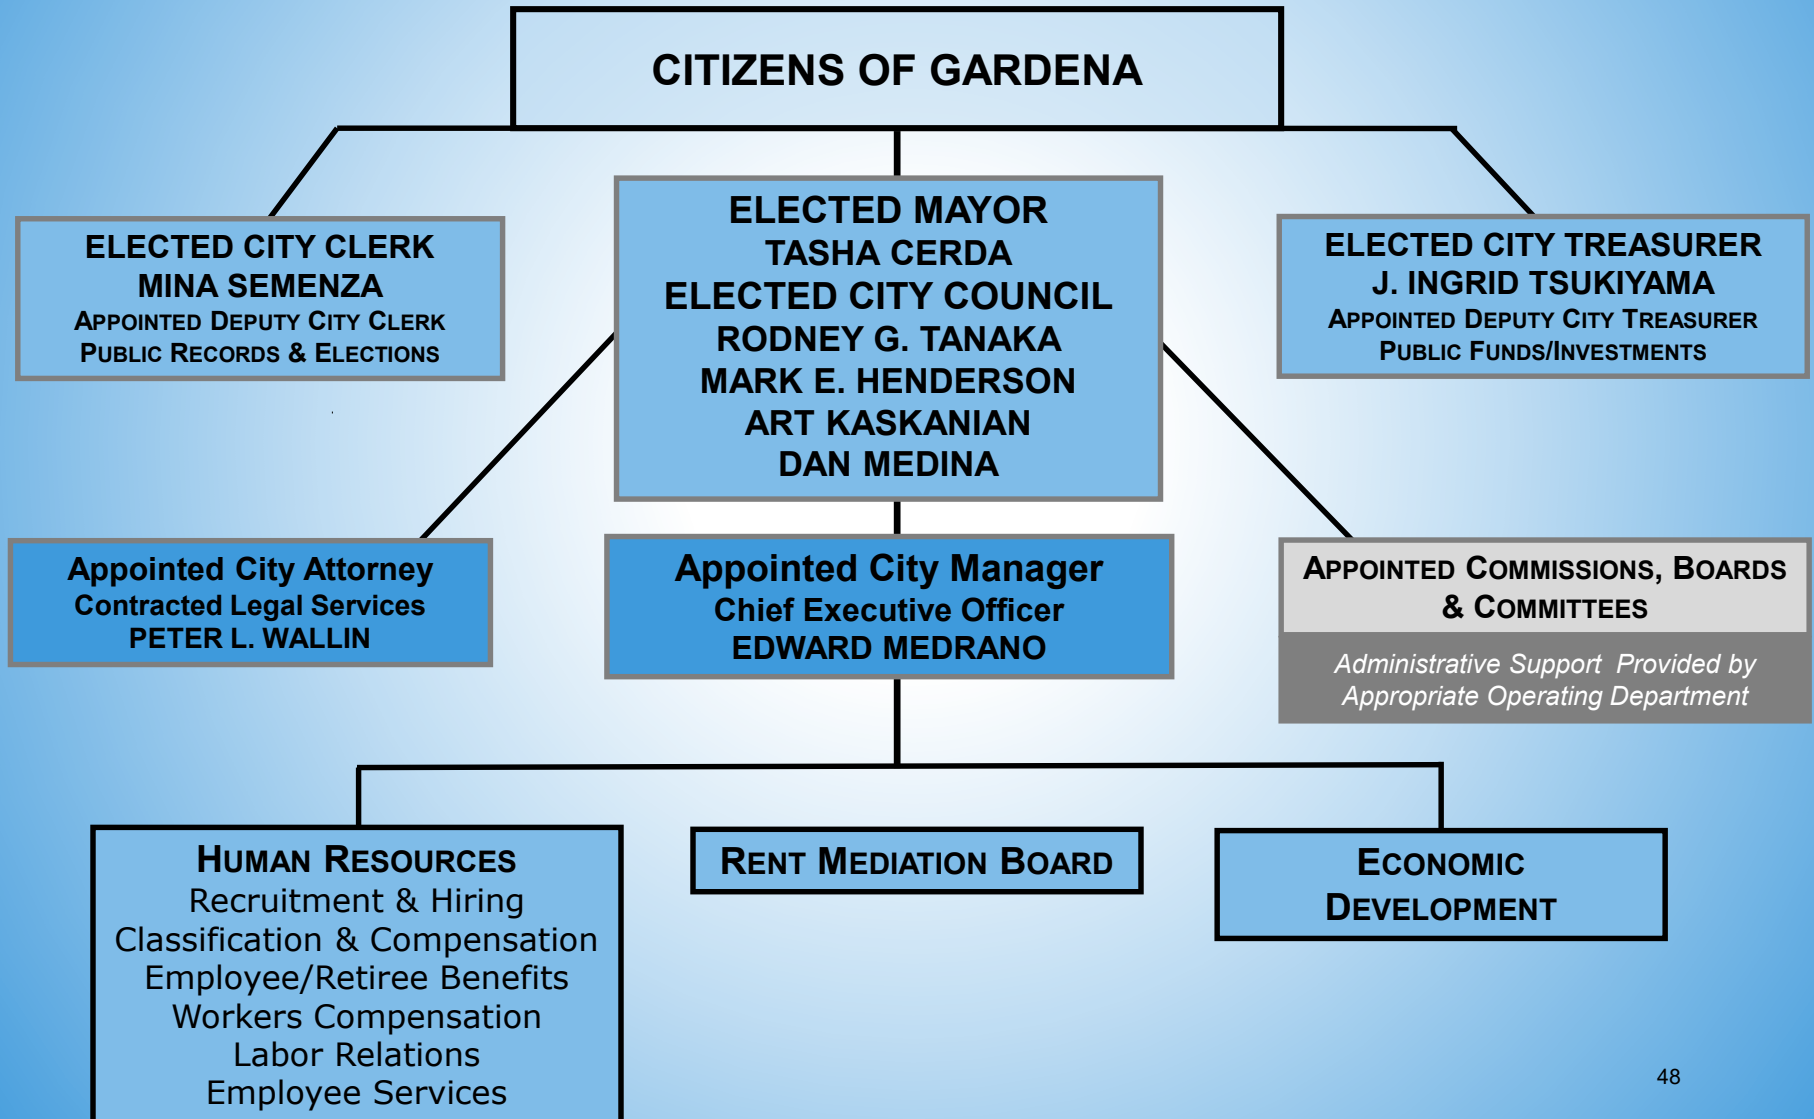 CITIZENS OF GARDENA
ELECTED CITY CLERK
MINA SEMENZA
APPOINTED DEPUTY CITY CLERK
PUBLIC RECORDS & ELECTIONS
ELECTED MAYOR
TASHA CERDA
ELECTED CITY COUNCIL
RODNEY G. TANAKA
MARK E. HENDERSON
ART KASKANIAN
DAN MEDINA
ELECTED CITY TREASURER
J. INGRID TSUKIYAMA
APPOINTED DEPUTY CITY TREASURER
PUBLIC FUNDS/INVESTMENTS
Appointed City Attorney
Contracted Legal Services
PETER L. WALLIN
Appointed City Manager
Chief Executive Officer
EDWARD MEDRANO
APPOINTED COMMISSIONS, BOARDS
& COMMITTEES
Administrative Support Provided by
Appropriate Operating Department
HUMAN RESOURCES
Recruitment & Hiring
Classification & Compensation
Employee/Retiree Benefits
Workers Compensation
Labor Relations
Employee Services
RENT MEDIATION BOARD
ECONOMIC
DEVELOPMENT
48